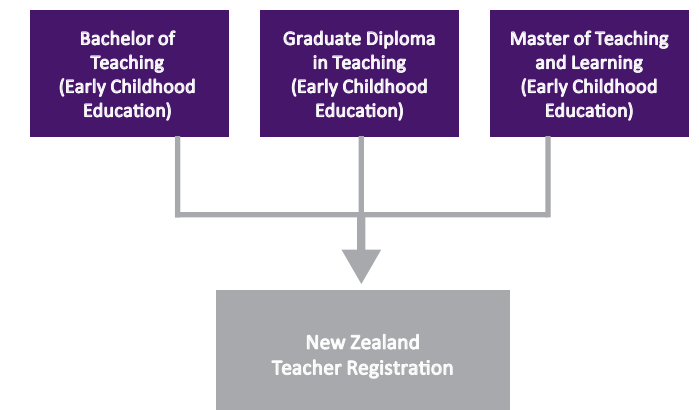 Bachelor of
Teaching
(Early Childhood
Education)
Graduate Diploma
in Teaching
(Early Childhood
Education)
Master of Teaching
and Learning
(Early Childhood
Education)
New Zealand
Teacher Registration